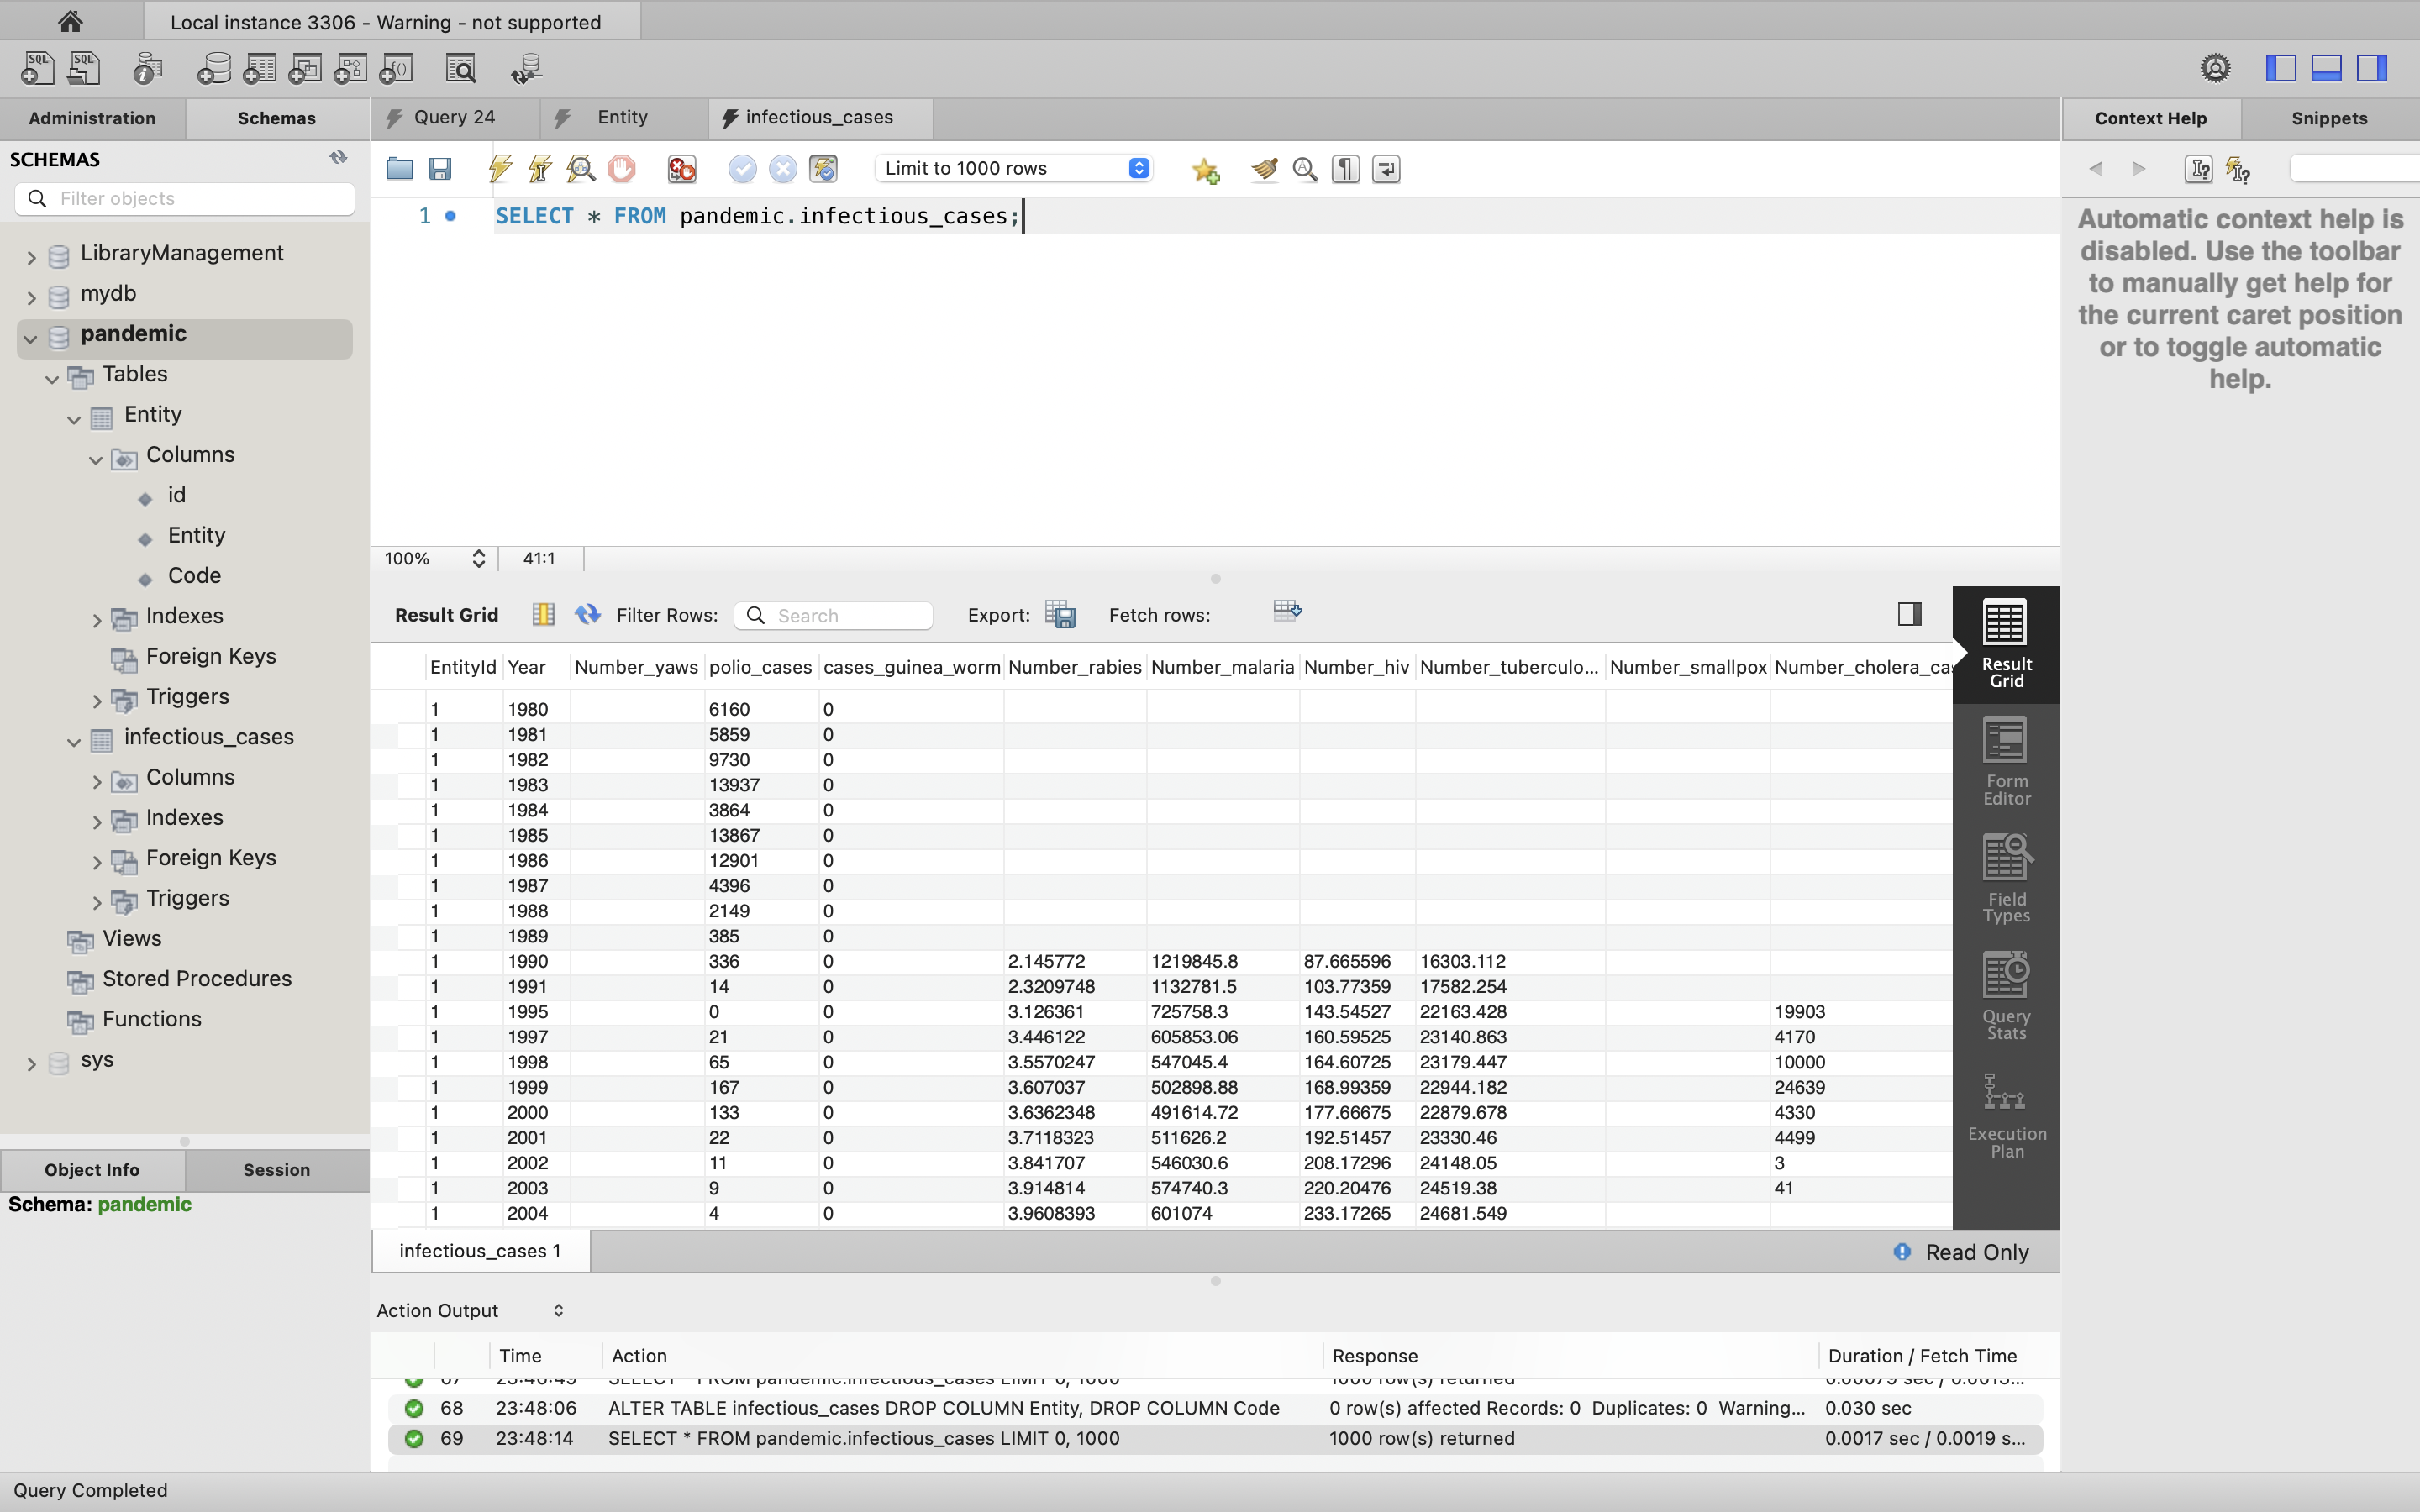 Local instance 3306 - Warning - not supported
Administration
Schemas
Query 24
Entity
infectious_cases
Context Help
Snippets
SCHEMAS
Filter objects
Limit to 1000 rows
1
SELECT * FROM pandemic.infectious_cases;
Automatic context help is
disabled. Use the toolbar
to manually get help for
the current caret position
or to toggle automatic
help.
LibraryManagement
mydb
pandemic
Tables
Entity
Columns
id
Entity
Code
Indexes
Foreign Keys
Triggers
infectious_cases
Columns
Indexes
Foreign Keys
Triggers
Views
Stored Procedures
Functions
sys
100%
41:1
Result Grid Filter Rows: Search Export: Fetch rows:
EntityId Year Number_yaws polio_cases cases_guinea_worm Number_rabies Number_malaria Number_hiv Number_tuberculo... Number_smallpox Number_cholera_cas
1 1980 6160 0
1 1981 5859 0
1 1982 9730 0
1 1983 13937 0
1 1984 3864 0
1 1985 13867 0
1 1986 12901 0
1 1987 4396 0
1 1988 2149 0
1 1989 385 0
1 1990 336 0 2.145772 1219845.8 87.665596 16303.112
1 1991 14 0 2.3209748 1132781.5 103.77359 17582.254
1 1995 0 0 3.126361 725758.3 143.54527 22163.428 19903
1 1997 21 0 3.446122 605853.06 160.59525 23140.863 4170
1 1998 65 0 3.5570247 547045.4 164.60725 23179.447 10000
1 1999 167 0 3.607037 502898.88 168.99359 22944.182 24639
1 2000 133 0 3.6362348 491614.72 177.66675 22879.678 4330
1 2001 22 0 3.7118323 511626.2 192.51457 23330.46 4499
1 2002 11 0 3.841707 546030.6 208.17296 24148.05 3
1 2003 9 0 3.914814 574740.3 220.20476 24519.38 41
1 2004 4 0 3.9608393 601074 233.17265 24681.549
Result
Grid
Form
Editor
Field
Types
Query
Stats
Execution
Plan
Object Info
Session
Schema: pandemic
infectious_cases 1
Read Only
Action Output
Time Action Response Duration / Fetch Time
67 23:46:49 SELECT * FROM pandemic.infectious_cases LIMIT 0, 1000 1000 row(s) returned 0.00079 sec / 0.0013...
68 23:48:06 ALTER TABLE infectious_cases DROP COLUMN Entity, DROP COLUMN Code 0 row(s) affected Records: 0 Duplicates: 0 Warning... 0.030 sec
69 23:48:14 SELECT * FROM pandemic.infectious_cases LIMIT 0, 1000 1000 row(s) returned 0.0017 sec / 0.0019 s...
Query Completed